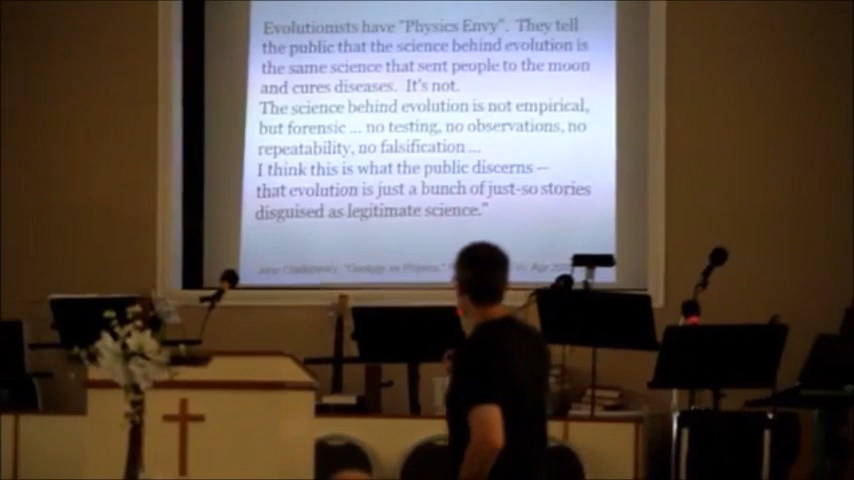 Evolutionists have "Physics Envy". They tell
the public that the science behind evolution is
the same science that sent people to the moon
and cures diseases. It's not.
The science behind evolution is not empirical,
but forensic ... no testing, no observations, no
repeatability, no falsification ...
I think this is what the public discerns –
that evolution is just a bunch of just-so stories
disguised as legitimate science."
"Geology vs Physics."